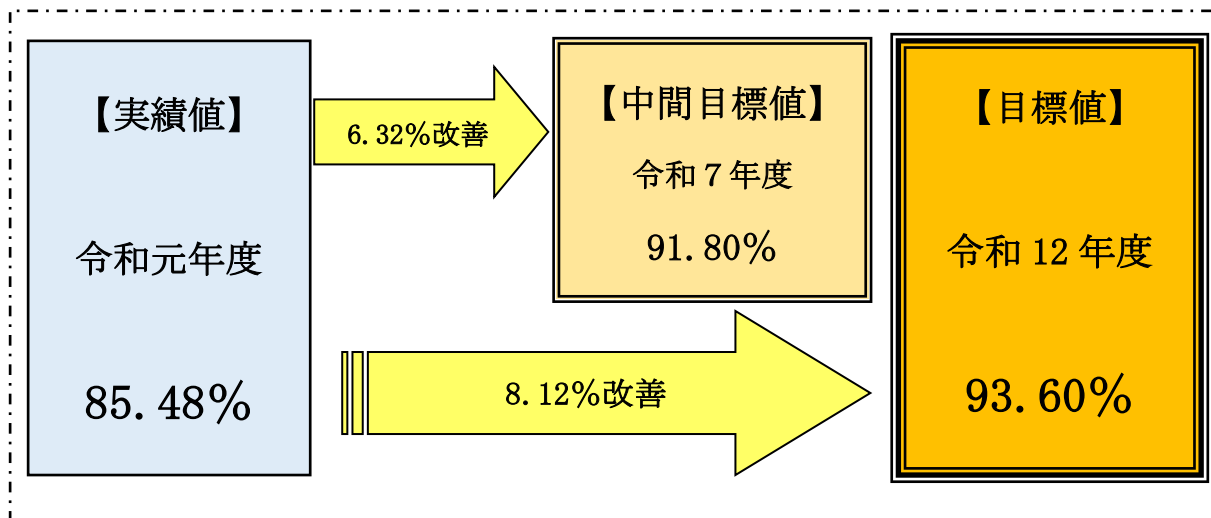 【実績値】
令和元年度
85.48%
6.32%改善
【中間目標値】
令和7年度
91.80%
8.12%改善
【目標値】
令和12年度
93.60%